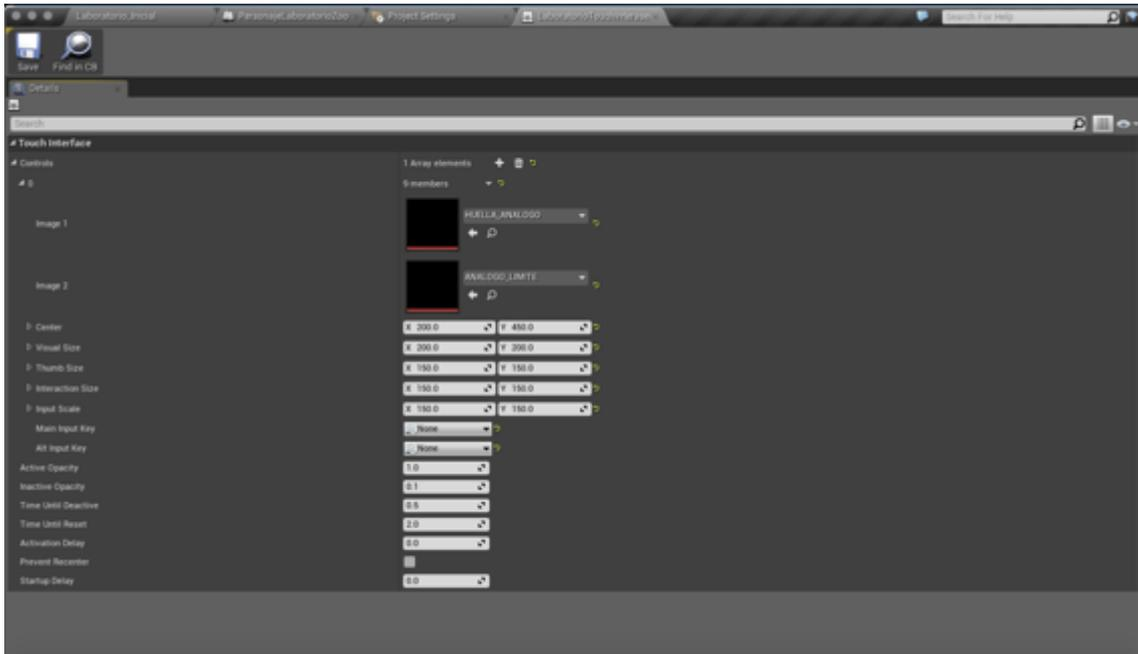 Laboratorio_Inicial PersonajeLaboratorioZoo Project Settings Search For Help
Save Find in CB
Details
Search
Touch Interface
Controls 1 Array elements
0 9 members
Image 1 HUELLA_ANALOGO
Image 2 ANALOGO_LIMITE
Center X 200.0 Y 450.0
Visual Size X 200.0 Y 200.0
Thumb Size X 150.0 Y 150.0
Interaction Size X 150.0 Y 150.0
Input Scale X 150.0 Y 150.0
Main Input Key None
Alt Input Key None
Active Opacity 1.0
Inactive Opacity 0.1
Time Until Deactive 0.5
Time Until Reset 2.0
Activation Delay 0.0
Prevent Recenter
Startup Delay 0.0